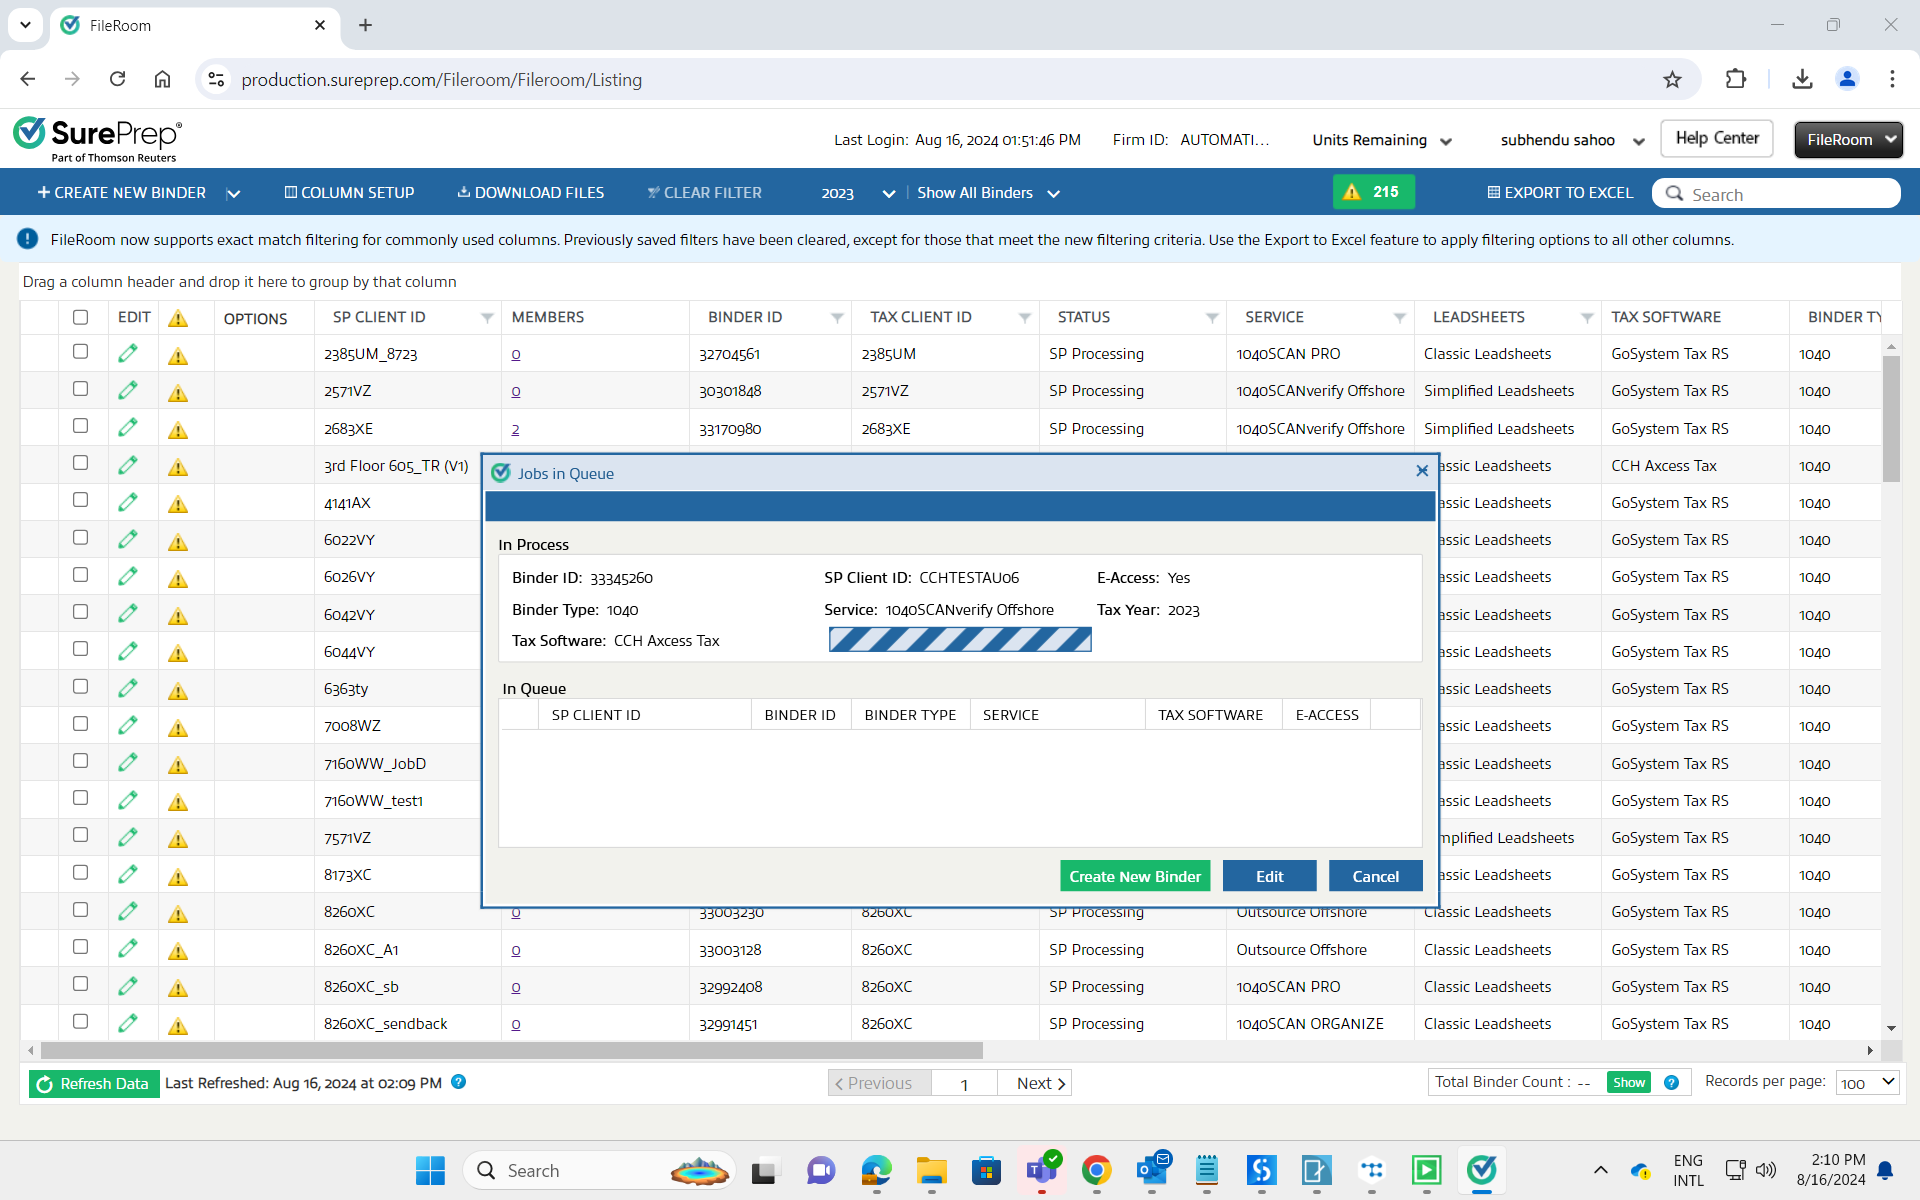 FileRoom
production.sureprep.com/Fileroom/Fileroom/Listing
SurePrep®
Part of Thomson Reuters
Last Login: Aug 16, 2024 01:51:46 PM Firm ID: AUTOMATI... Units Remaining subhendu sahoo Help Center FileRoom
+ CREATE NEW BINDER COLUMN SETUP DOWNLOAD FILES CLEAR FILTER 2023 Show All Binders 215 EXPORT TO EXCEL Search
FileRoom now supports exact match filtering for commonly used columns. Previously saved filters have been cleared, except for those that meet the new filtering criteria. Use the Export to Excel feature to apply filtering options to all other columns.
Drag a column header and drop it here to group by that column
EDIT OPTIONS SP CLIENT ID MEMBERS BINDER ID TAX CLIENT ID STATUS SERVICE LEADSHEETS TAX SOFTWARE BINDER TY
2385UM_8723 0 32704561 2385UM SP Processing 1040SCAN PRO Classic Leadsheets GoSystem Tax RS 1040
2571VZ 0 30301848 2571VZ SP Processing 1040SCANverify Offshore Simplified Leadsheets GoSystem Tax RS 1040
2683XE 2 33170980 2683XE SP Processing 1040SCANverify Offshore Simplified Leadsheets GoSystem Tax RS 1040
3rd Floor 605_TR (V1) assic Leadsheets CCH Axcess Tax 1040
4141AX assic Leadsheets GoSystem Tax RS 1040
6022VY assic Leadsheets GoSystem Tax RS 1040
6026VY assic Leadsheets GoSystem Tax RS 1040
6042VY assic Leadsheets GoSystem Tax RS 1040
6044VY assic Leadsheets GoSystem Tax RS 1040
6363ty assic Leadsheets GoSystem Tax RS 1040
7008WZ assic Leadsheets GoSystem Tax RS 1040
7160WW_JobD assic Leadsheets GoSystem Tax RS 1040
7160WW_test1 assic Leadsheets GoSystem Tax RS 1040
7571VZ mplified Leadsheets GoSystem Tax RS 1040
8173XC assic Leadsheets GoSystem Tax RS 1040
8260XC 0 33003230 8260XC SP Processing Outsource Offshore Classic Leadsheets GoSystem Tax RS 1040
8260XC_A1 0 33003128 8260XC SP Processing Outsource Offshore Classic Leadsheets GoSystem Tax RS 1040
8260XC_sb 0 32992408 8260XC SP Processing 1040SCAN PRO Classic Leadsheets GoSystem Tax RS 1040
8260XC_sendback 0 32991451 8260XC SP Processing 1040SCAN ORGANIZE Classic Leadsheets GoSystem Tax RS 1040
Jobs in Queue
In Process
Binder ID: 33345260 SP Client ID: CCHTESTAU06 E-Access: Yes
Binder Type: 1040 Service: 1040SCANverify Offshore Tax Year: 2023
Tax Software: CCH Axcess Tax
In Queue
SP CLIENT ID BINDER ID BINDER TYPE SERVICE TAX SOFTWARE E-ACCESS
Create New Binder Edit Cancel
Refresh Data Last Refreshed: Aug 16, 2024 at 02:09 PM ? < Previous 1 Next > Total Binder Count : -- Show ? Records per page: 100
Search ENG 2:10 PM
INTL 8/16/2024